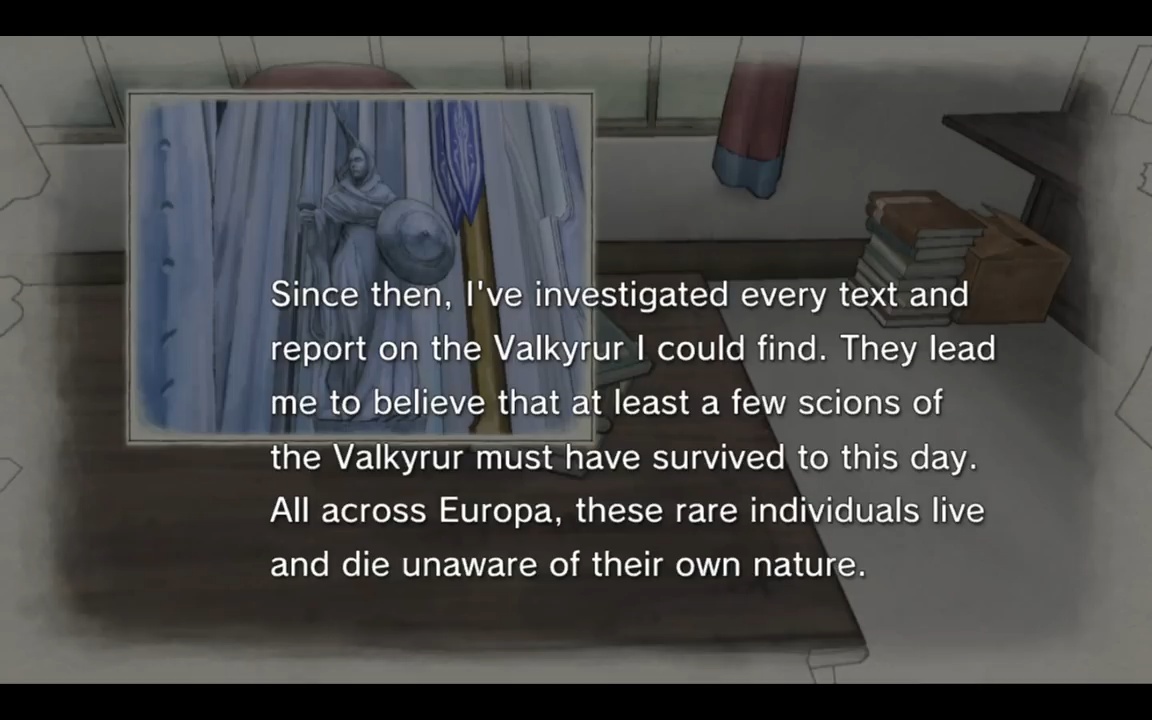 Since then, I've investigated every text and
report on the Valkyrur I could find. They lead
me to believe that at least a few scions of
the Valkyrur must have survived to this day.
All across Europa, these rare individuals live
and die unaware of their own nature.